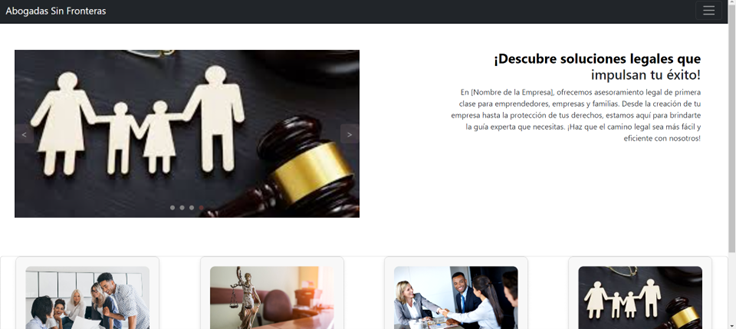 Abogadas Sin Fronteras
¡Descubre soluciones legales que
impulsan tu éxito!
En [Nombre de la Empresa], ofrecemos asesoramiento legal de primera
clase para emprendedores, empresas y familias. Desde la creación de tu
empresa hasta la protección de tus derechos, estamos aquí para brindarte
la guía experta que necesitas. ¡Haz que el camino legal sea más fácil y
eficiente con nosotros!